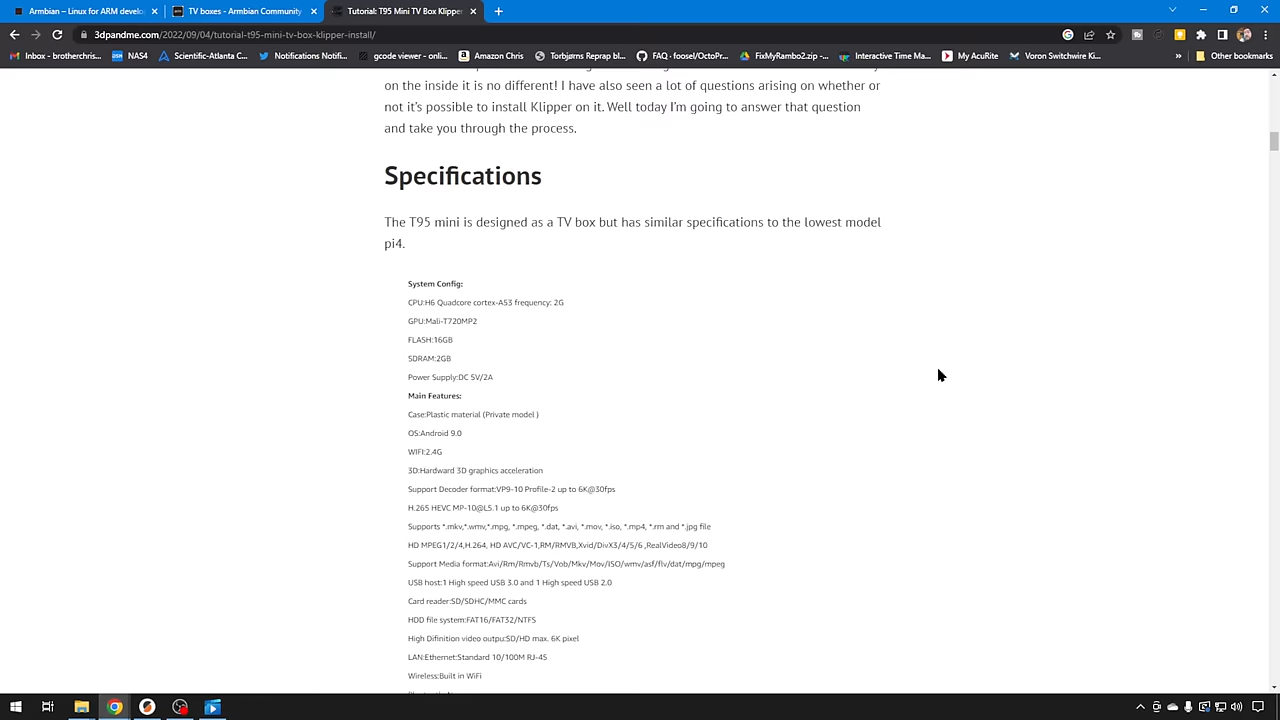 Armbian – Linux for ARM develo
TV boxes - Armbian Community
Tutorial: T95 Mini TV Box Klipper
3dpandme.com/2022/09/04/tutorial-t95-mini-tv-box-klipper-install/
Inbox - brotherchris...
NAS4
Scientific-Atlanta C...
Notifications Notifi...
gcode viewer - onli...
Amazon Chris
Torbjørns Reprap bl...
FAQ · foosel/OctoPr...
FixMyRambo2.zip -...
Interactive Time Ma...
My AcuRite
Voron Switchwire Ki...
Other bookmarks
on the inside it is no different! I have also seen a lot of questions arising on whether or
not it's possible to install Klipper on it. Well today I'm going to answer that question
and take you through the process.
Specifications
The T95 mini is designed as a TV box but has similar specifications to the lowest model
pi4.
System Config:
CPU:H6 Quadcore cortex-A53 frequency: 2G
GPU:Mali-T720MP2
FLASH:16GB
SDRAM:2GB
Power Supply:DC 5V/2A
Main Features:
Case:Plastic material (Private model )
OS:Android 9.0
WIFI:2.4G
3D:Hardward 3D graphics acceleration
Support Decoder format:VP9-10 Profile-2 up to 6K@30fps
H.265 HEVC MP-10@L5.1 up to 6K@30fps
Supports *.mkv,*.wmv,*.mpg, *.mpeg, *.dat, *.avi, *.mov, *.iso, *.mp4, *.rm and *.jpg file
HD MPEG1/2/4,H.264, HD AVC/VC-1,RM/RMVB,Xvid/DivX3/4/5/6 ,RealVideo8/9/10
Support Media format:Avi/Rm/Rmvb/Ts/Vob/Mkv/Mov/ISO/wmv/asf/flv/dat/mpg/mpeg
USB host:1 High speed USB 3.0 and 1 High speed USB 2.0
Card reader:SD/SDHC/MMC cards
HDD file system:FAT16/FAT32/NTFS
High Difinition video outpu:SD/HD max. 6K pixel
LAN:Ethernet:Standard 10/100M RJ-45
Wireless:Built in WiFi